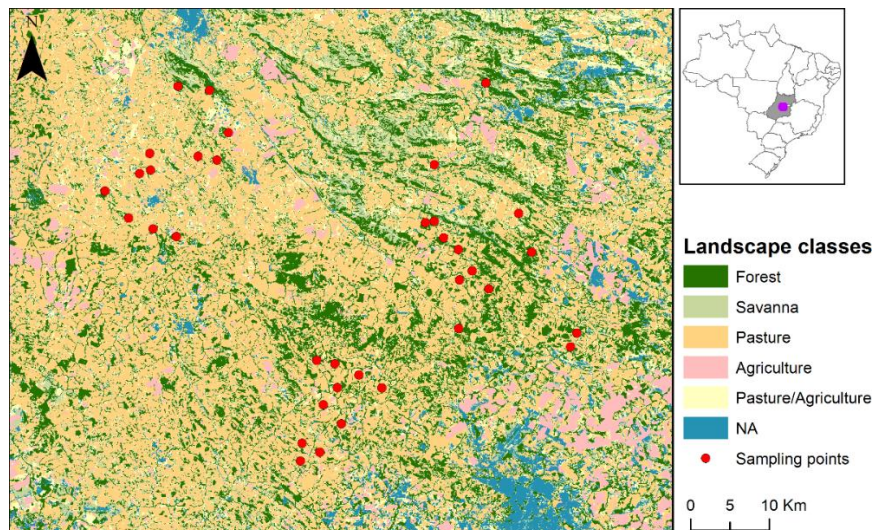 N
Landscape classes
Forest
Savanna
Pasture
Agriculture
Pasture/Agriculture
NA
Sampling points
0 5 10 Km